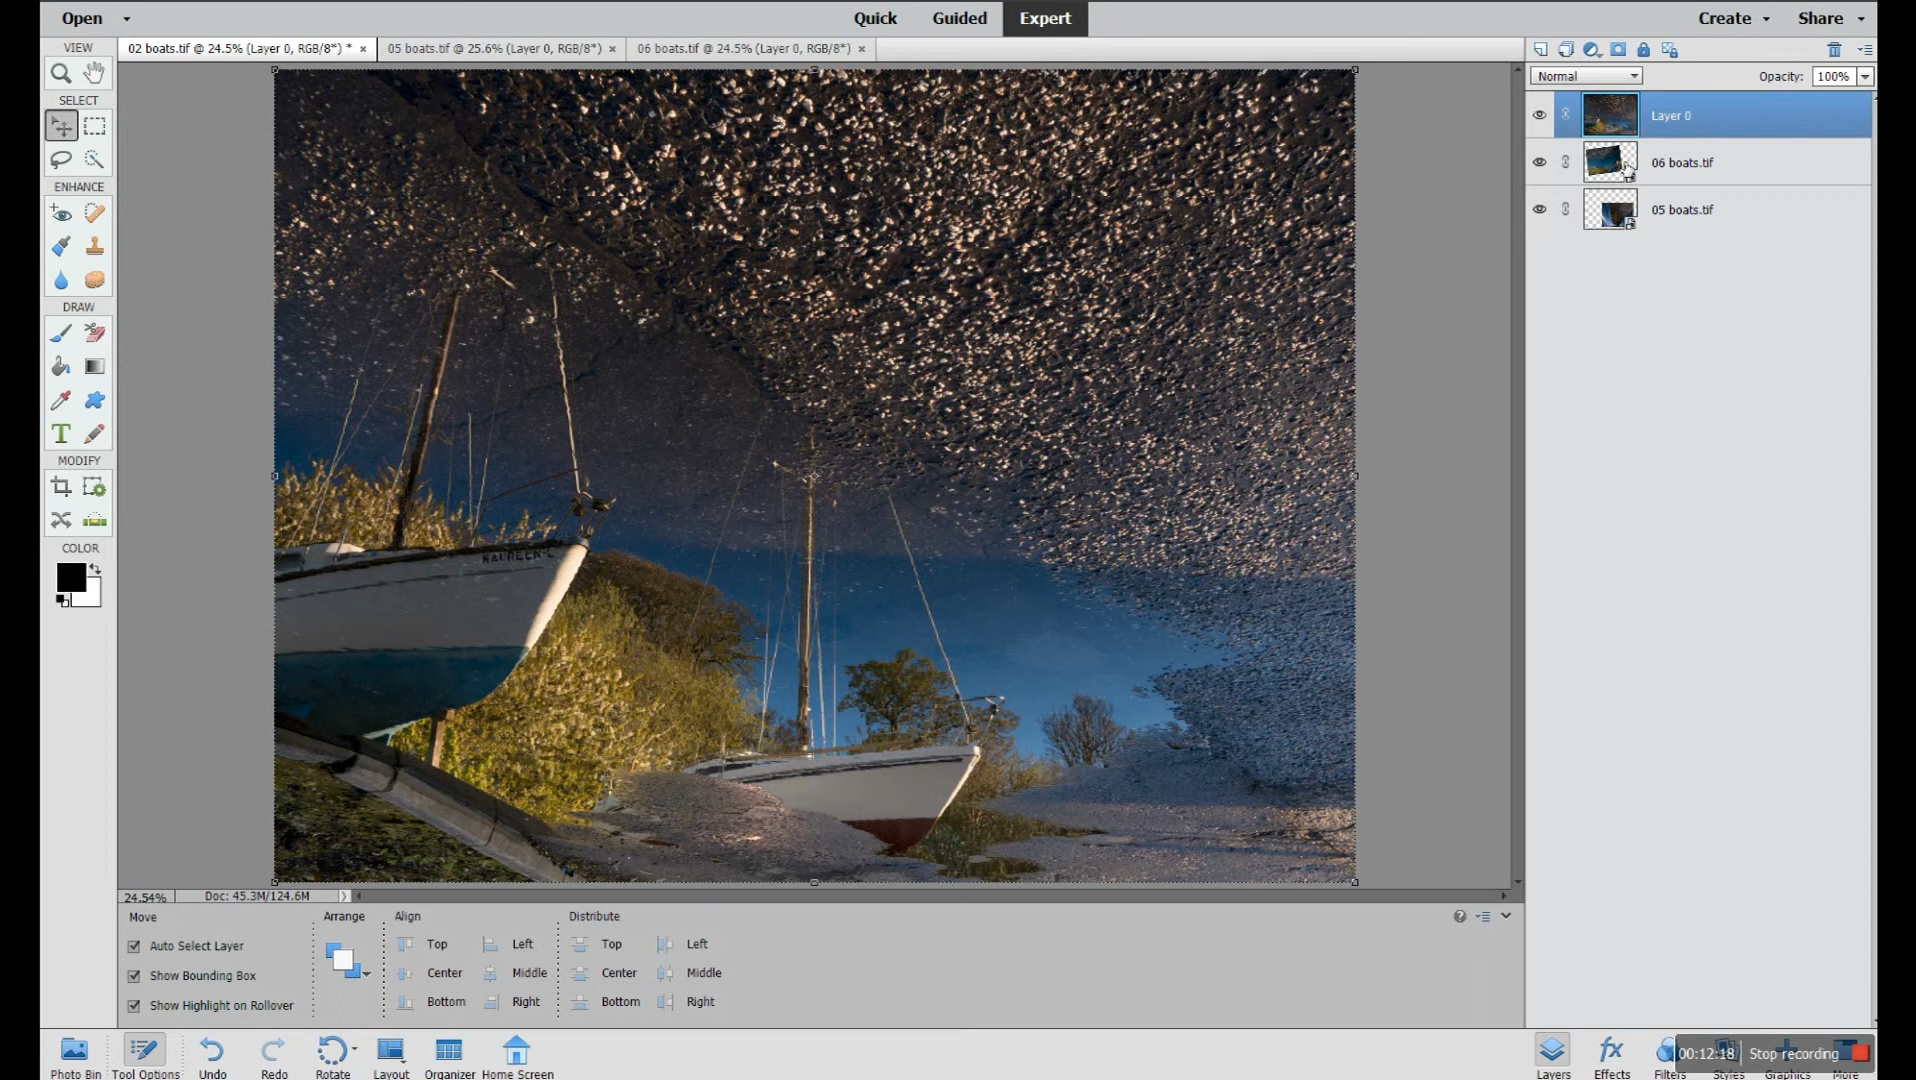 Open
Quick
Guided
Expert
Create
Share
VIEW
02 boats.tif @ 24.5% (Layer 0, RGB/8*) * ×
05 boats.tif @ 25.6% (Layer 0, RGB/8*) ×
06 boats.tif @ 24.5% (Layer 0, RGB/8*) ×
Normal
Opacity: 100%
SELECT
Layer 0
06 boats.tif
ENHANCE
05 boats.tif
DRAW
T
MODIFY
COLOR
24.54%
Doc: 45.3M/124.6M
Move
Arrange
Align
Distribute
Auto Select Layer
Top
Left
Top
Left
Show Bounding Box
Center
Middle
Center
Middle
Show Highlight on Rollover
Bottom
Right
Bottom
Right
fx
00:12:18
Stop recording
Photo Bin
Tool Options
Undo
Redo
Rotate
Layout
Organizer
Home Screen
Layers
Effects
Filters
Styles
Graphics
More